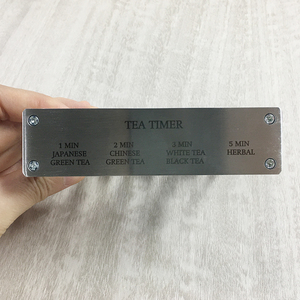 TEA TIMER
1 MIN
JAPANESE
GREEN TEA
2 MIN
CHINESE
GREEN TEA
3 MIN
WHITE TEA
BLACK TEA
5 MIN
HERBAL